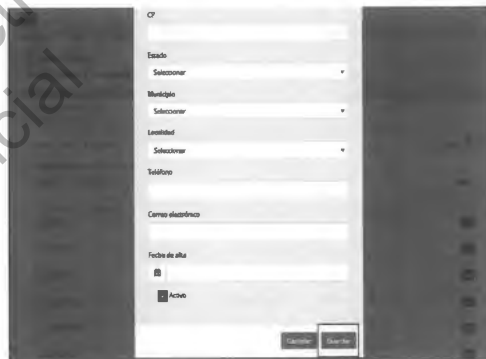 CP
Estado
Seleccionar
Municipio
Seleccionar
Localidad
Seleccionar
Teléfono
Correo electrónico
Fecha de alta
Activo
Cancelar Guardar